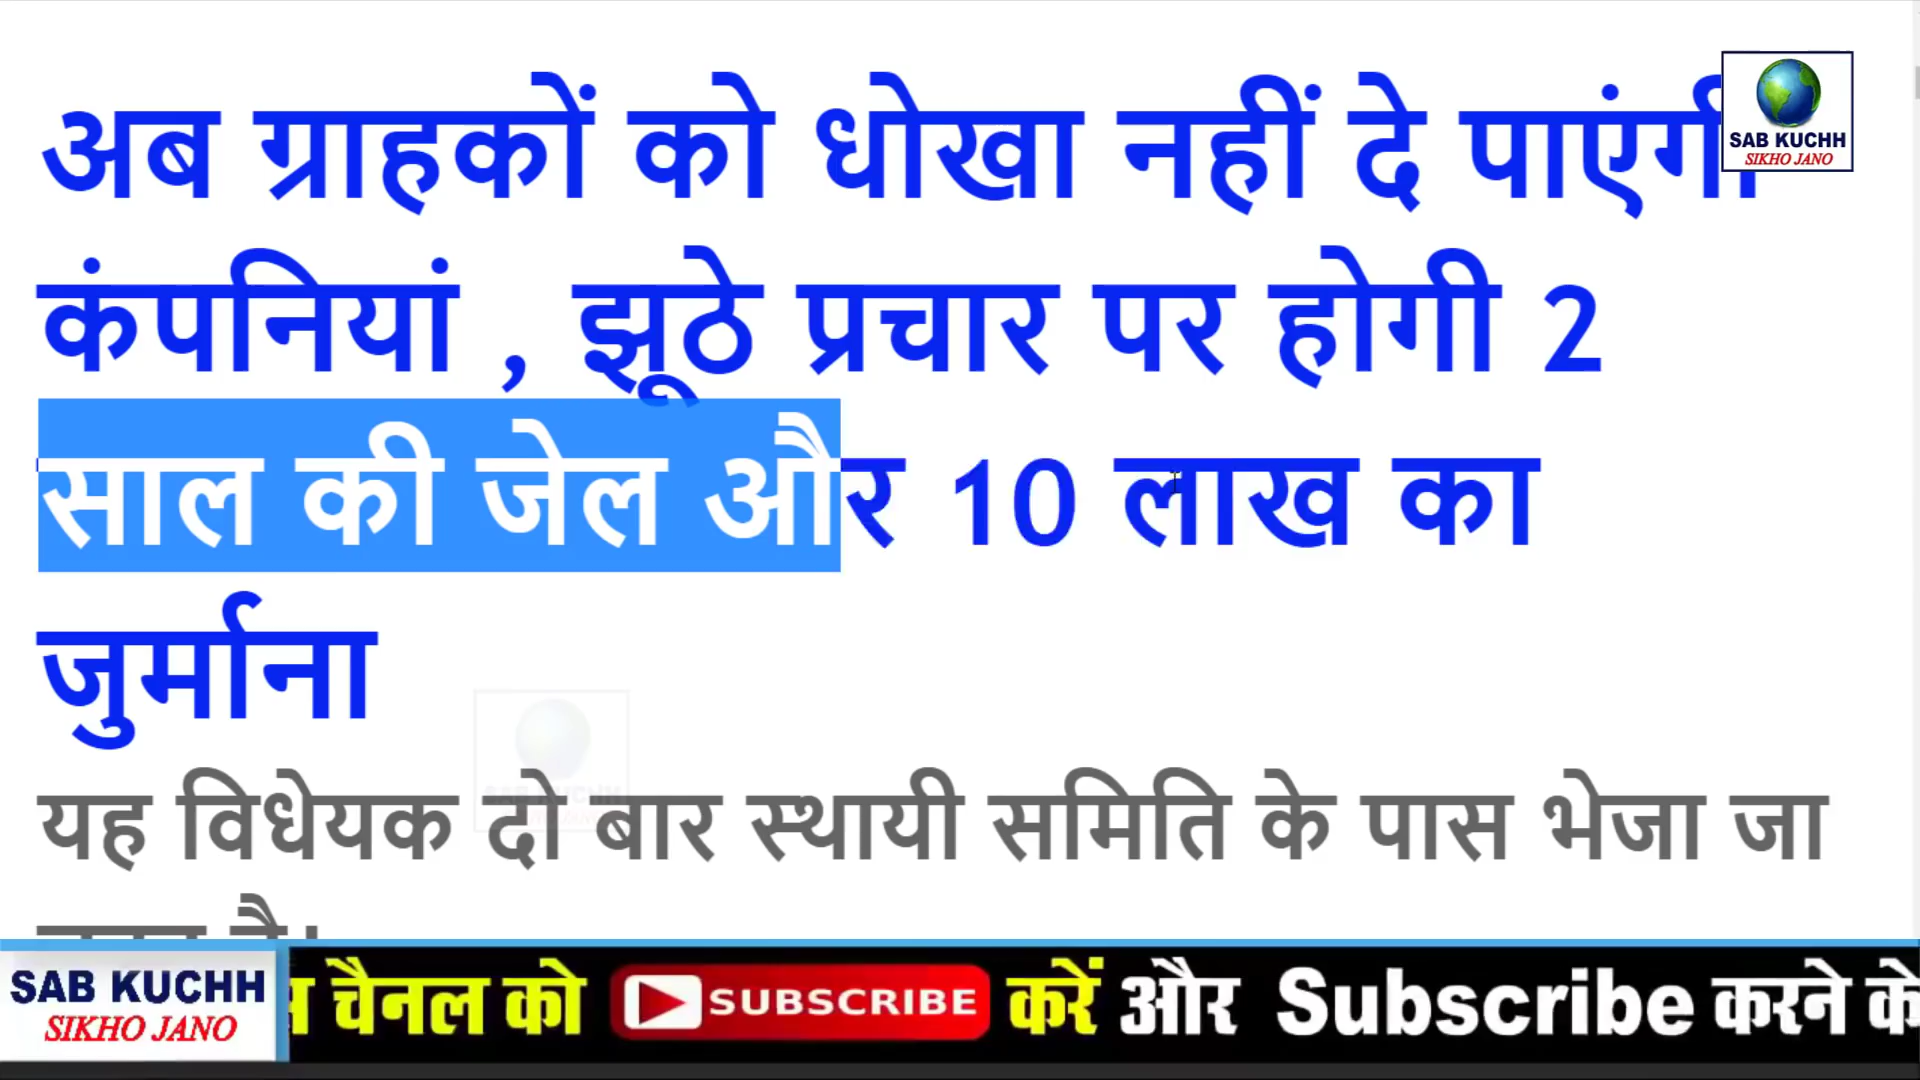 अब ग्राहकों को धोखा नहीं दे पाएंगी
SAB KUCHH
SIKHO JANO
कंपनियां , झूठे प्रचार पर होगी 2
साल की जेल और 10 लाख का
जुर्माना
यह विधेयक दो बार स्थायी समिति के पास भेजा जा
है।
SAB KUCHH
SIKHO JANO
चैनल को SUBSCRIBE करें और Subscribe करने के